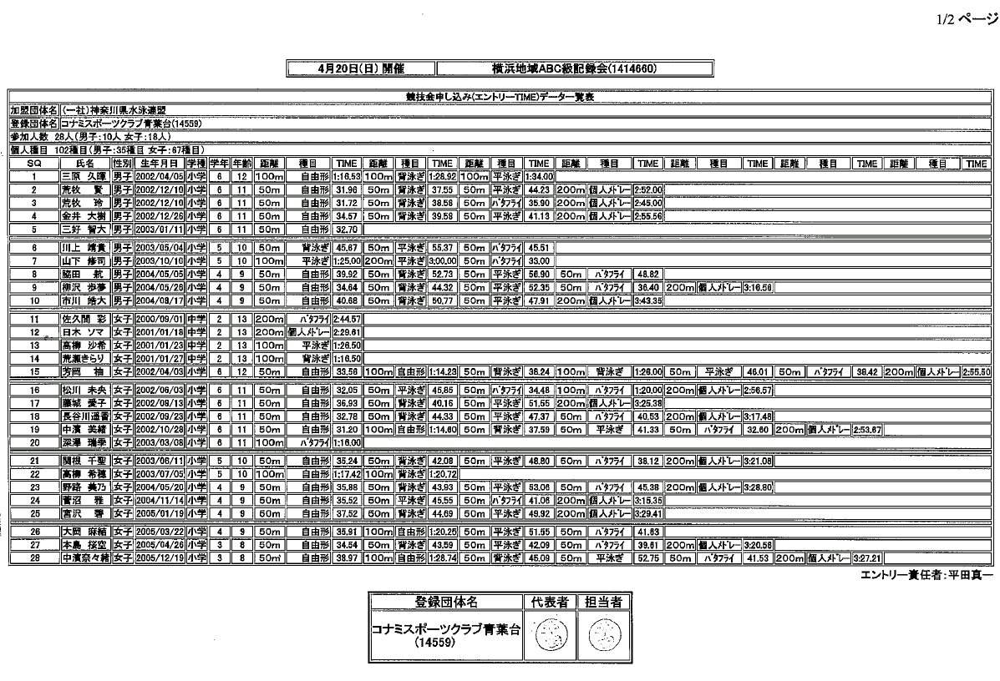 1/2 ページ
4月20日(日) 開催 横浜地域ABC級記録会(1414660)
競技会申し込み(エントリーTIME)データ一覧表
加盟団体名 (一社)神奈川県水泳連盟
登録団体名 コナミスポーツクラブ青葉台(14559)
参加人数 28人(男子:10人 女子:18人)
個人種目 102種目(男子:35種目 女子:67種目)
SQ 氏名 性別 生年月日 学種 学年 年齢 距離 種目 TIME 距離 種目 TIME 距離 種目 TIME 距離 種目 TIME 距離 種目 TIME 距離 種目 TIME 距離 種目 TIME
1 三原 久暉 男子 2002/04/05 小学 6 12 100m 自由形 1:16.53 100m 背泳ぎ 1:28.92 100m 平泳ぎ 1:34.00
2 荒牧 賢 男子 2002/12/10 小学 6 11 50m 自由形 31.96 50m 背泳ぎ 37.55 50m 平泳ぎ 44.23 200m 個人メドレー 2:52.00
3 荒牧 玲 男子 2002/12/10 小学 6 11 50m 自由形 31.72 50m 背泳ぎ 38.58 50m バタフライ 35.90 200m 個人メドレー 2:45.00
4 金井 大樹 男子 2002/12/26 小学 6 11 50m 自由形 34.57 50m 背泳ぎ 39.58 50m 平泳ぎ 41.13 200m 個人メドレー 2:55.56
5 三好 智大 男子 2003/01/11 小学 6 11 50m 自由形 32.70
6 川上 靖貴 男子 2003/05/04 小学 5 10 50m 背泳ぎ 45.67 50m 平泳ぎ 55.37 50m バタフライ 45.51
7 山下 修司 男子 2003/10/10 小学 5 10 100m 平泳ぎ 1:25.00 200m 平泳ぎ 3:00.00 50m バタフライ 33.00
8 脇田 航 男子 2004/05/05 小学 4 9 50m 自由形 39.92 50m 背泳ぎ 52.73 50m 平泳ぎ 56.90 50m バタフライ 48.82
9 柳沢 歩夢 男子 2004/05/26 小学 4 9 50m 自由形 34.64 50m 背泳ぎ 44.32 50m 平泳ぎ 52.35 50m バタフライ 36.40 200m 個人メドレー 3:16.56
10 市川 皓大 男子 2004/08/17 小学 4 9 50m 自由形 40.68 50m 背泳ぎ 50.77 50m 平泳ぎ 47.91 200m 個人メドレー 3:43.35
11 佐久間 彩 女子 2000/09/01 中学 2 13 200m バタフライ 2:44.57
12 日木 ソマ 女子 2001/01/18 中学 2 13 200m 個人メドレー 2:29.61
13 高柳 沙希 女子 2001/01/23 中学 2 13 100m 平泳ぎ 1:26.50
14 荒瀬きらり 女子 2001/01/27 中学 2 13 100m 背泳ぎ 1:16.50
15 芳岡 柚 女子 2002/04/03 小学 6 12 50m 自由形 33.56 100m 自由形 1:14.23 50m 背泳ぎ 38.24 100m 背泳ぎ 1:26.00 50m 平泳ぎ 46.01 50m バタフライ 38.42 200m 個人メドレー 2:55.50
16 松川 未央 女子 2002/06/03 小学 6 11 50m 自由形 32.05 50m 平泳ぎ 45.85 50m バタフライ 34.48 100m バタフライ 1:20.00 200m 個人メドレー 2:56.57
17 藤城 愛子 女子 2002/08/13 小学 6 11 50m 自由形 36.93 50m 背泳ぎ 40.16 50m 平泳ぎ 51.55 200m 個人メドレー 3:25.38
18 長谷川遥香 女子 2002/09/23 小学 6 11 50m 自由形 32.78 50m 背泳ぎ 44.33 50m 平泳ぎ 47.37 50m バタフライ 40.53 200m 個人メドレー 3:17.48
19 中濱 美緒 女子 2002/10/28 小学 6 11 50m 自由形 31.20 100m 自由形 1:14.60 50m 背泳ぎ 37.59 50m 平泳ぎ 41.33 50m バタフライ 32.60 200m 個人メドレー 2:53.67
20 深澤 瑞季 女子 2003/03/08 小学 6 11 100m バタフライ 1:16.00
21 関根 千聖 女子 2003/06/11 小学 5 10 50m 自由形 35.24 50m 背泳ぎ 42.08 50m 平泳ぎ 48.80 50m バタフライ 38.12 200m 個人メドレー 3:21.08
22 高柳 希穂 女子 2003/07/05 小学 5 10 100m 自由形 1:17.42 100m 背泳ぎ 1:20.72
23 野路 美乃 女子 2004/05/20 小学 4 9 50m 自由形 35.88 50m 背泳ぎ 43.93 50m 平泳ぎ 53.06 50m バタフライ 45.38 200m 個人メドレー 3:28.80
24 菅沼 雅 女子 2004/11/14 小学 4 9 50m 自由形 35.52 50m 平泳ぎ 45.55 50m バタフライ 41.06 200m 個人メドレー 3:15.35
25 宮沢 女子 2005/01/19 小学 4 9 50m 自由形 37.52 50m 背泳ぎ 44.69 50m 平泳ぎ 49.92 200m 個人メドレー 3:29.41
26 大岡 麻結 女子 2005/03/22 小学 4 9 50m 自由形 35.91 100m 自由形 1:20.25 50m 平泳ぎ 51.55 50m バタフライ 41.63
27 本島 桜空 女子 2005/04/26 小学 3 8 50m 自由形 34.54 50m 背泳ぎ 43.59 50m 平泳ぎ 42.09 50m バタフライ 39.61 200m 個人メドレー 3:20.58
28 中濱奈々緒 女子 2005/12/19 小学 3 8 50m 自由形 38.97 100m 自由形 1:28.74 50m 背泳ぎ 45.09 50m 平泳ぎ 52.75 50m バタフライ 41.53 200m 個人メドレー 3:27.21
エントリー責任者:平田真一
登録団体名 代表者 担当者
コナミスポーツクラブ青葉台
(14559)